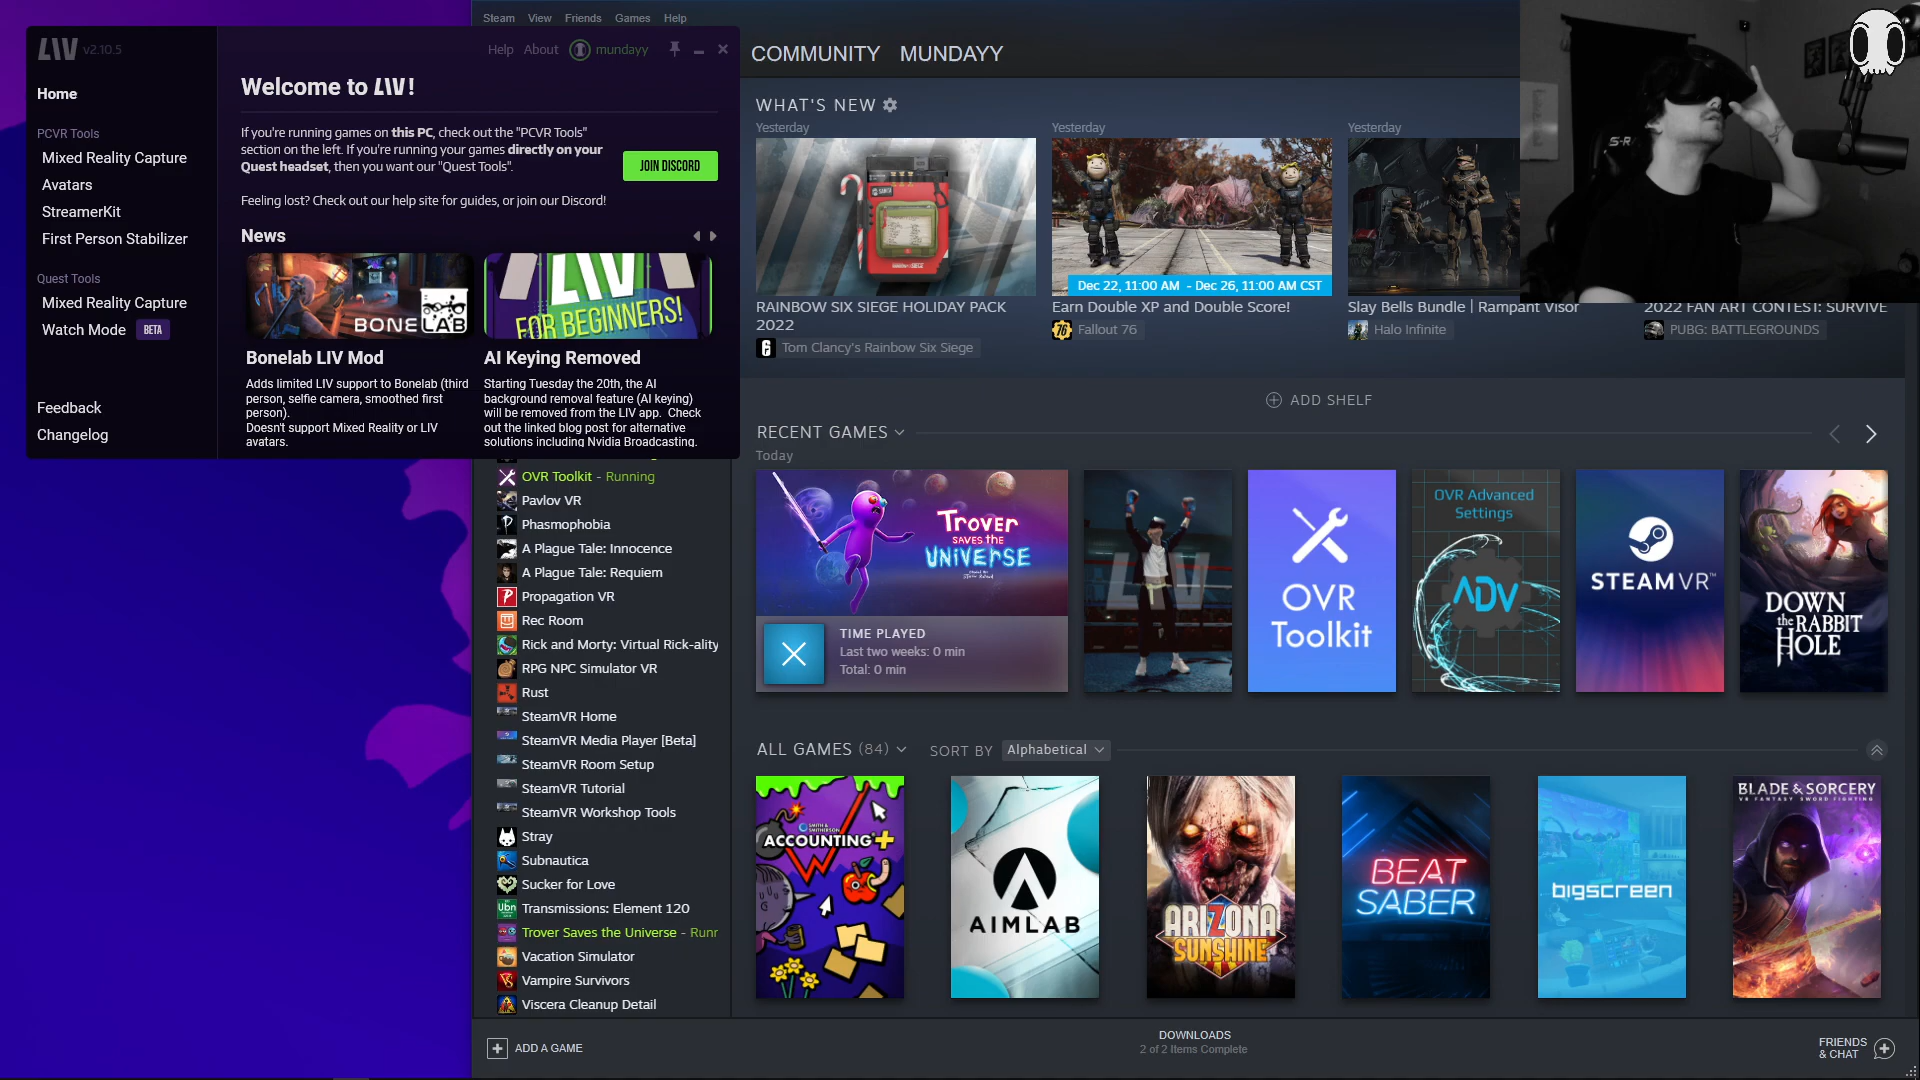 Steam View Friends Games Help
LIV v2.10.5
Help About mundayy
Home
PCVR Tools
Mixed Reality Capture
Avatars
StreamerKit
First Person Stabilizer
Quest Tools
Mixed Reality Capture
Watch Mode BETA
Feedback
Changelog
Welcome to LIV!
If you're running games on this PC, check out the "PCVR Tools"
section on the left. If you're running your games directly on your
Quest headset, then you want our "Quest Tools".
JOIN DISCORD
Feeling lost? Check out our help site for guides, or join our Discord!
News
BONELAB
LIV
FOR BEGINNERS!
Bonelab LIV Mod
Adds limited LIV support to Bonelab (third
person, selfie camera, smoothed first
person).
Doesn't support Mixed Reality or LIV
avatars.
AI Keying Removed
Starting Tuesday the 20th, the AI
background removal feature (AI keying)
will be removed from the LIV app. Check
out the linked blog post for alternative
solutions including Nvidia Broadcasting.
COMMUNITY MUNDAYY
WHAT'S NEW
Yesterday
RAINBOW SIX SIEGE HOLIDAY PACK
2022
Tom Clancy's Rainbow Six Siege
Yesterday
Dec 22, 11:00 AM - Dec 26, 11:00 AM CST
Earn Double XP and Double Score!
76 Fallout 76
Yesterday
Slay Bells Bundle | Rampant Visor
Halo Infinite
2022 FAN ART CONTEST: SURVIVE
PUBG: BATTLEGROUNDS
ADD SHELF
OVR Toolkit - Running
Pavlov VR
Phasmophobia
A Plague Tale: Innocence
A Plague Tale: Requiem
Propagation VR
Rec Room
Rick and Morty: Virtual Rick-ality
RPG NPC Simulator VR
Rust
SteamVR Home
SteamVR Media Player [Beta]
SteamVR Room Setup
SteamVR Tutorial
SteamVR Workshop Tools
Stray
Subnautica
Sucker for Love
Ubn Transmissions: Element 120
Trover Saves the Universe - Runr
Vacation Simulator
Vampire Survivors
Viscera Cleanup Detail
RECENT GAMES
Today
TROVER
SAVES THE
UNIVERSE
TIME PLAYED
Last two weeks: 0 min
Total: 0 min
LIV
OVR
Toolkit
OVR Advanced
Settings
ADV
STEAMVR™
DOWN
the RABBIT
HOLE
ALL GAMES (84) SORT BY Alphabetical
SMITH &
SMITHERSON
ACCOUNTING+
AIMLAB
ARIZONA
SUNSHINE
BEAT
SABER
bigscreen
BLADE & SORCERY
VR FANTASY SWORD FIGHTING
ADD A GAME
DOWNLOADS
2 of 2 Items Complete
FRIENDS
& CHAT